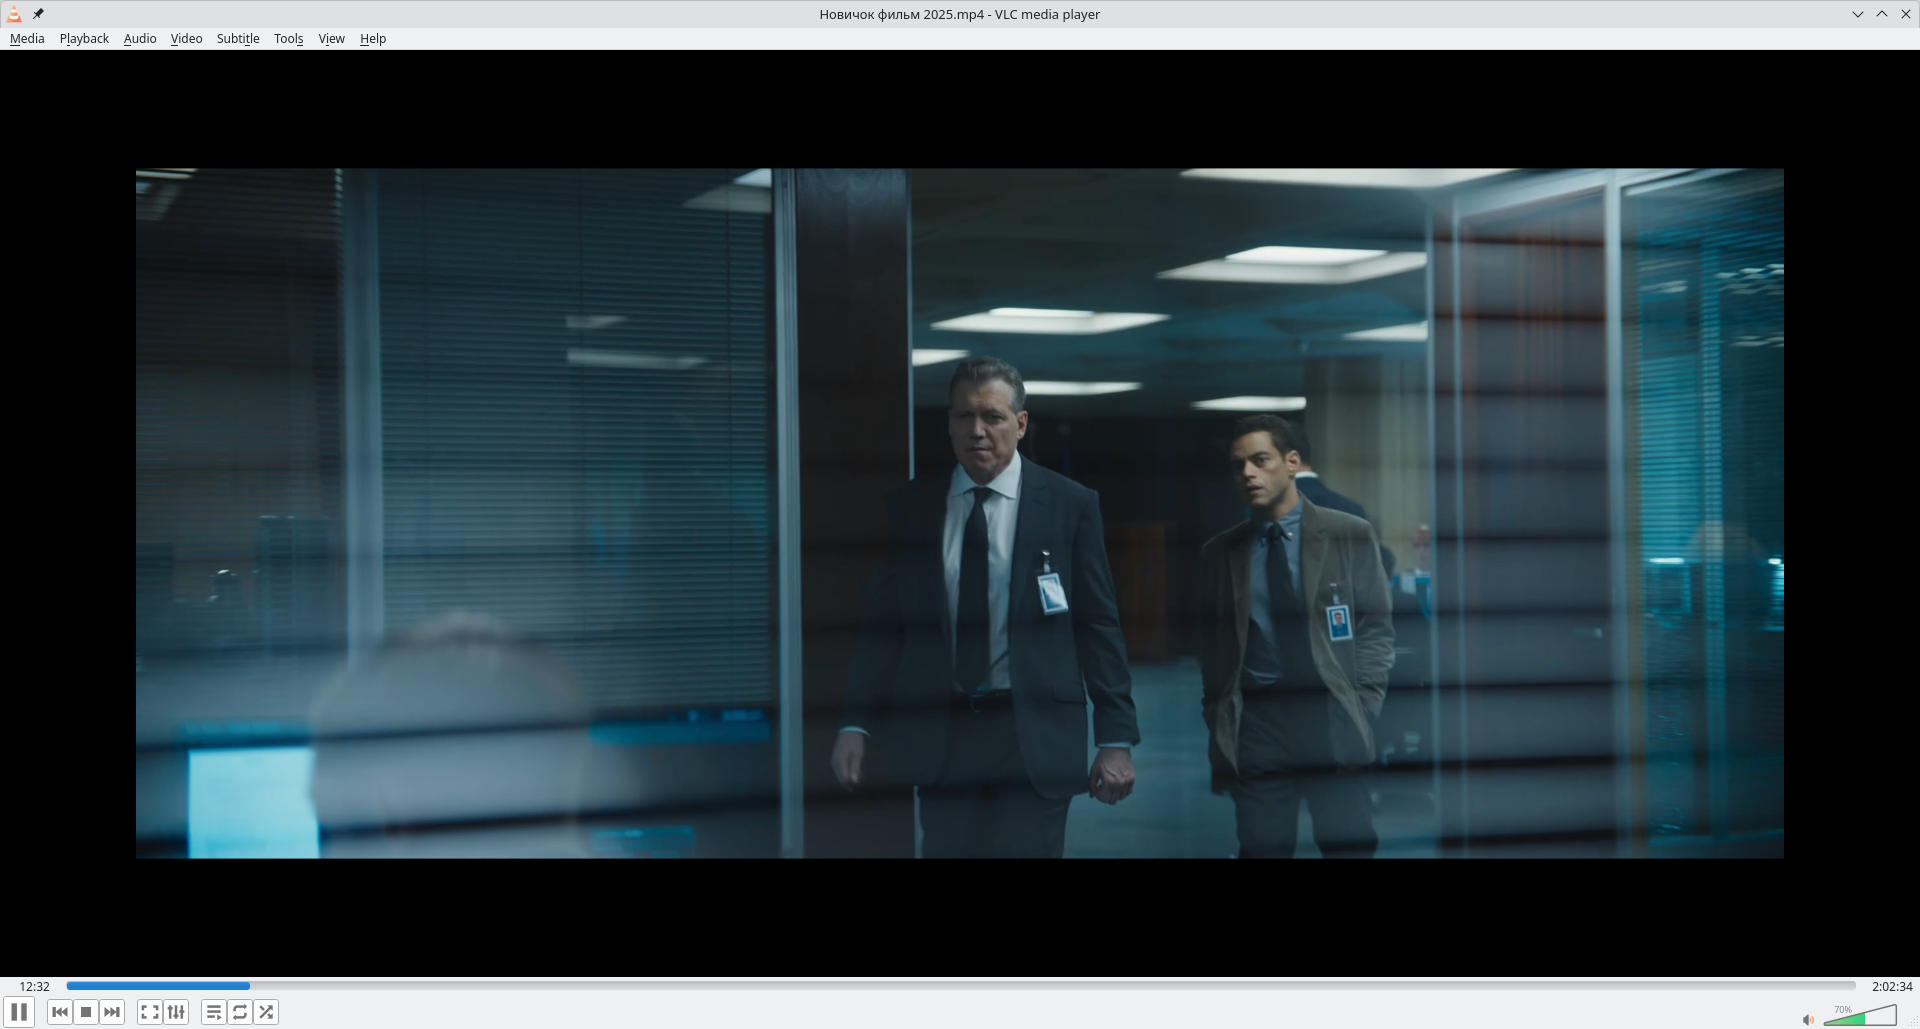 Новичок фильм 2025.mp4 - VLC media player
Media Playback Audio Video Subtitle Tools View Help
12:32 2:02:34
70%